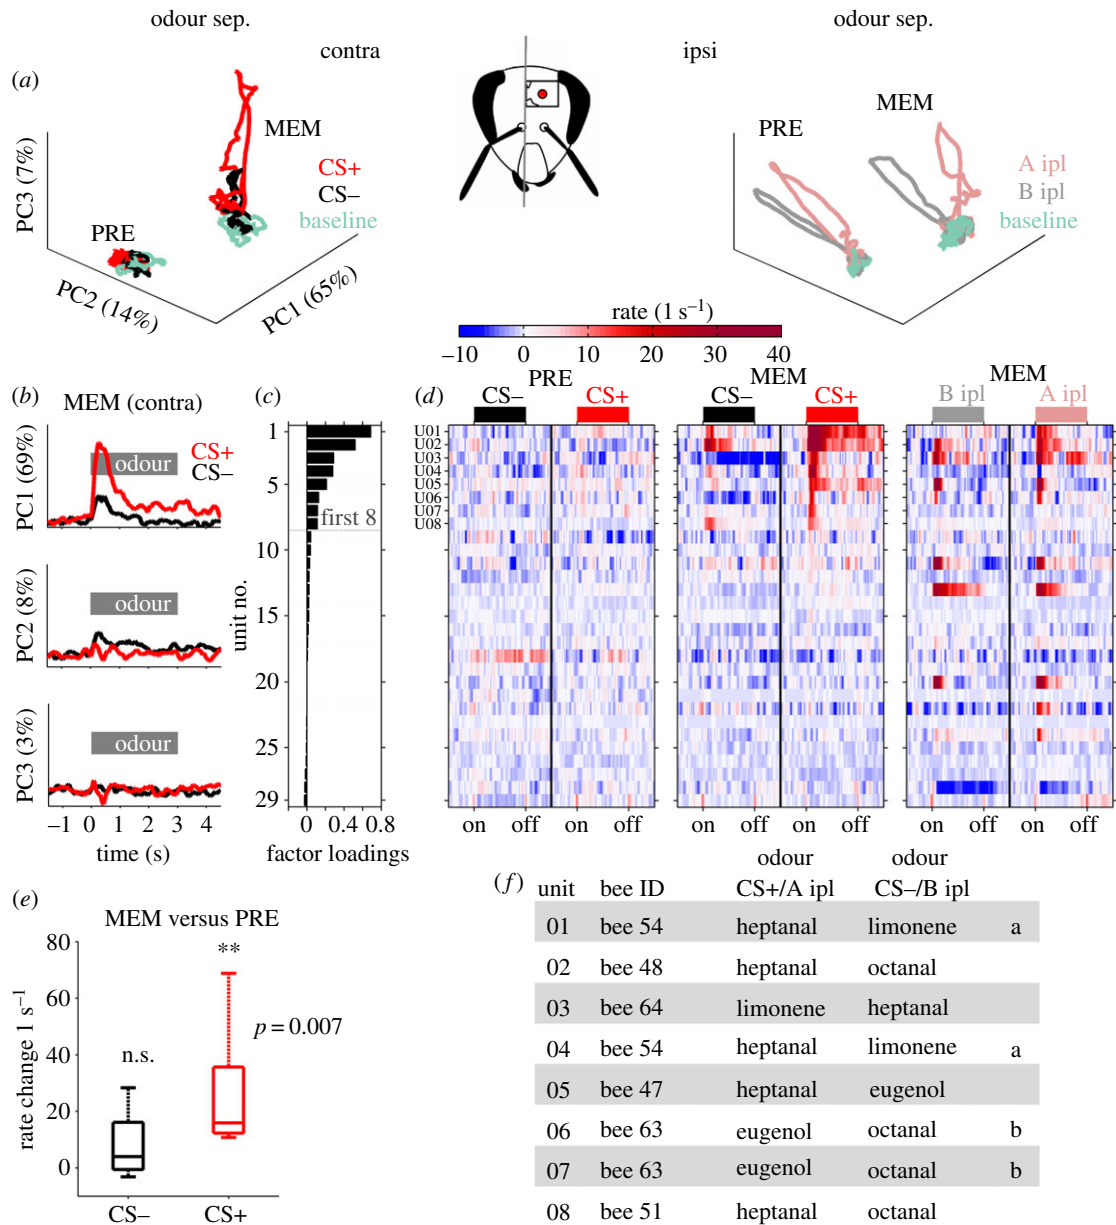 odour sep.
odour sep.
contra
ipsi
(a)
MEM
CS+
CS–
baseline
PRE
PC3 (7%)
PC2 (14%)
PC1 (65%)
PRE
MEM
A ipl
B ipl
baseline
rate (1 s–1)
–10 0 10 20 30 40
(b)
MEM (contra)
PC1 (69%)
odour
CS+
CS–
PC2 (8%)
odour
PC3 (3%)
odour
–1 0 1 2 3 4
time (s)
(c)
unit no.
1
5
10
15
20
25
29
first 8
0 0.4 0.8
factor loadings
(d)
PRE
CS– CS+
MEM
CS– CS+
MEM
B ipl A ipl
U01
U02
U03
U04
U05
U06
U07
U08
on off on off
on off on off
on off on off
(e)
MEM versus PRE
rate change 1 s–1
80
60
40
20
0
n.s.
**
p = 0.007
CS– CS+
(f)
odour odour
unit bee ID CS+/A ipl CS–/B ipl
01 bee 54 heptanal limonene a
02 bee 48 heptanal octanal
03 bee 64 limonene heptanal
04 bee 54 heptanal limonene a
05 bee 47 heptanal eugenol
06 bee 63 eugenol octanal b
07 bee 63 eugenol octanal b
08 bee 51 heptanal octanal